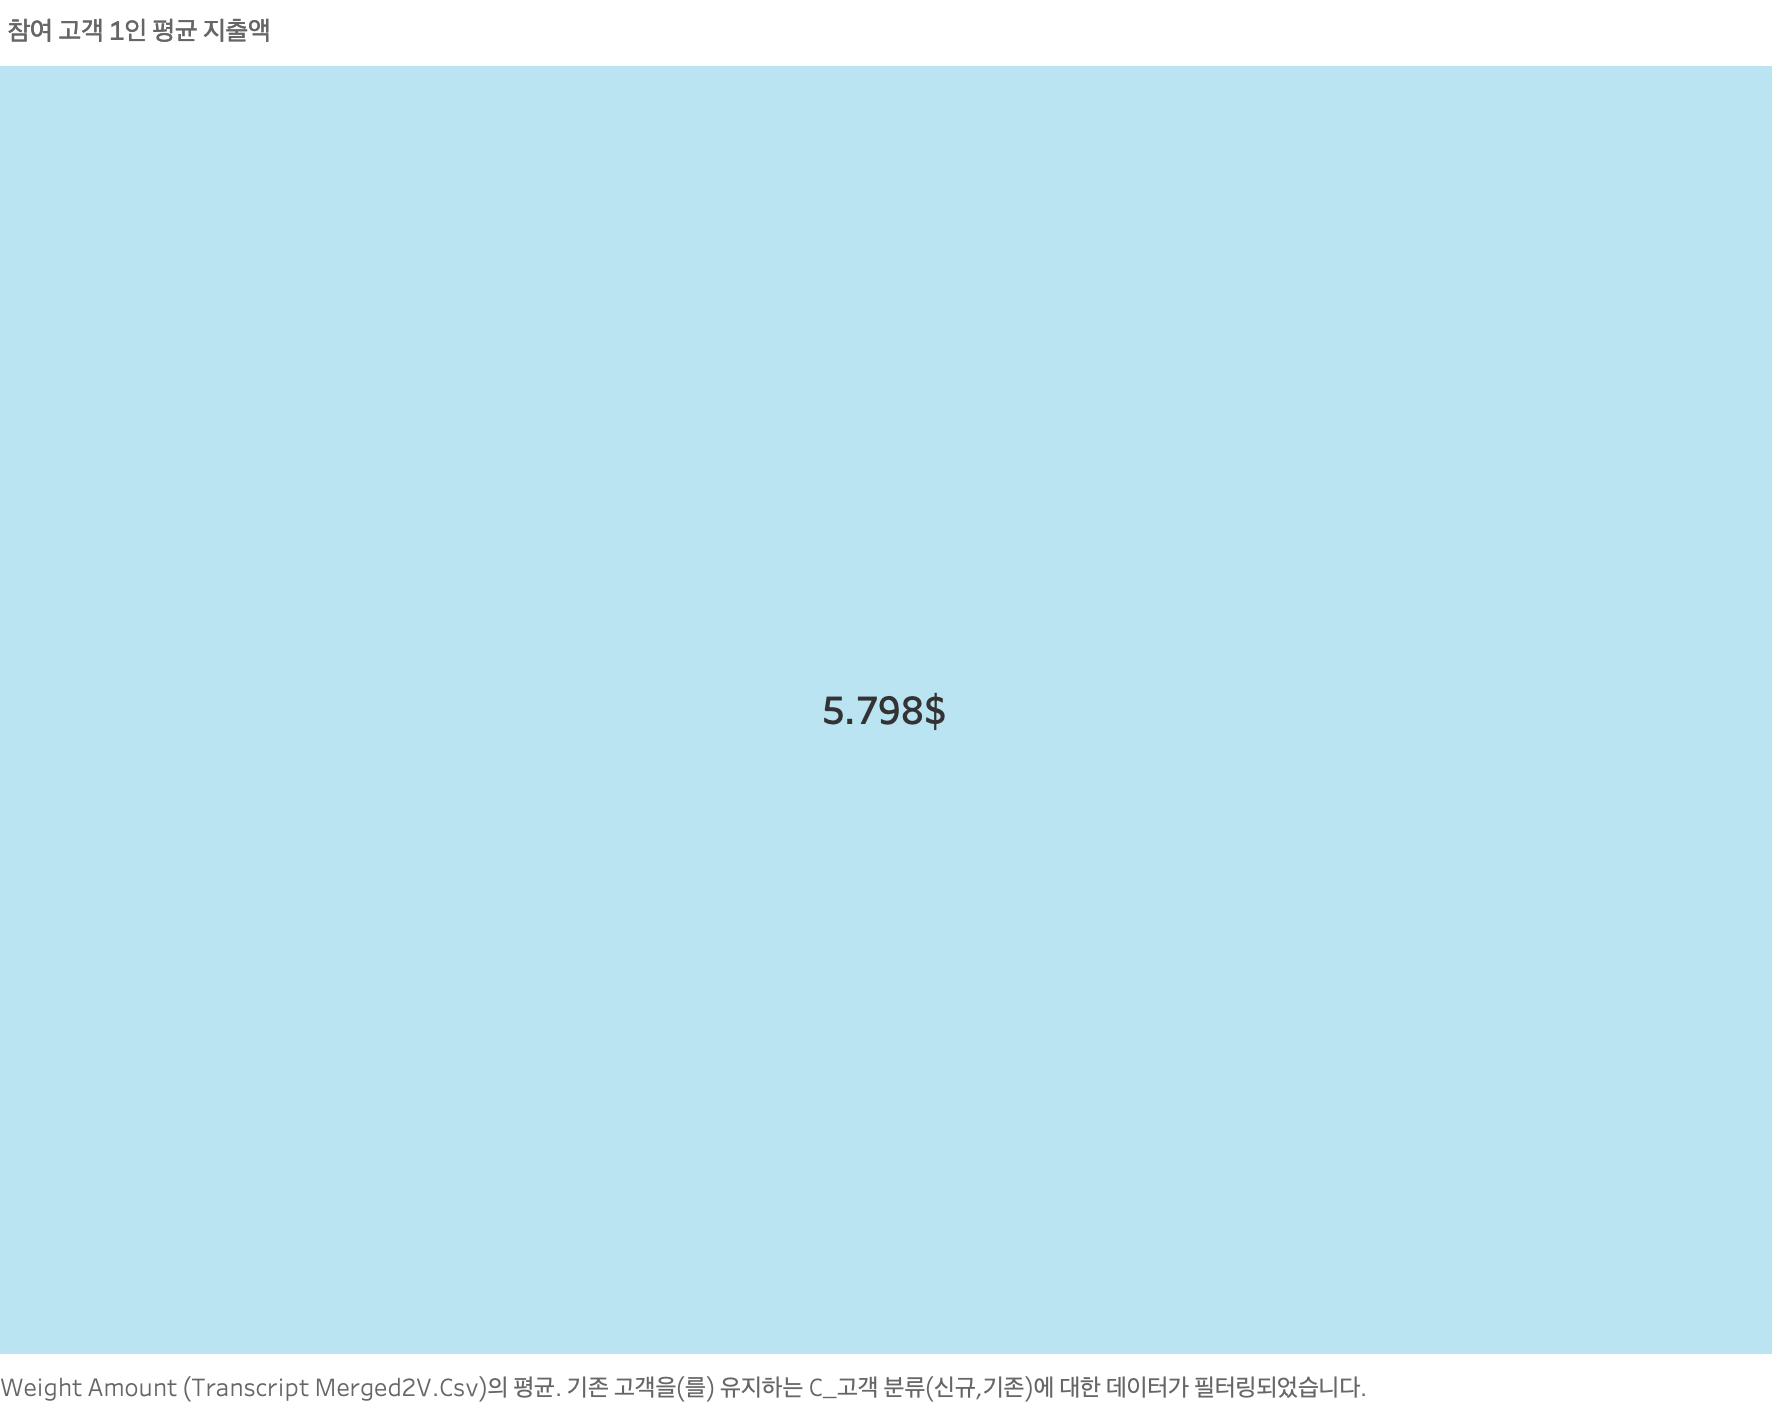 참여 고객 1인 평균 지출액
5.798$
Weight Amount (Transcript Merged2V.Csv)의 평균. 기존 고객을(를) 유지하는 C_고객 분류(신규,기존)에 대한 데이터가 필터링되었습니다.